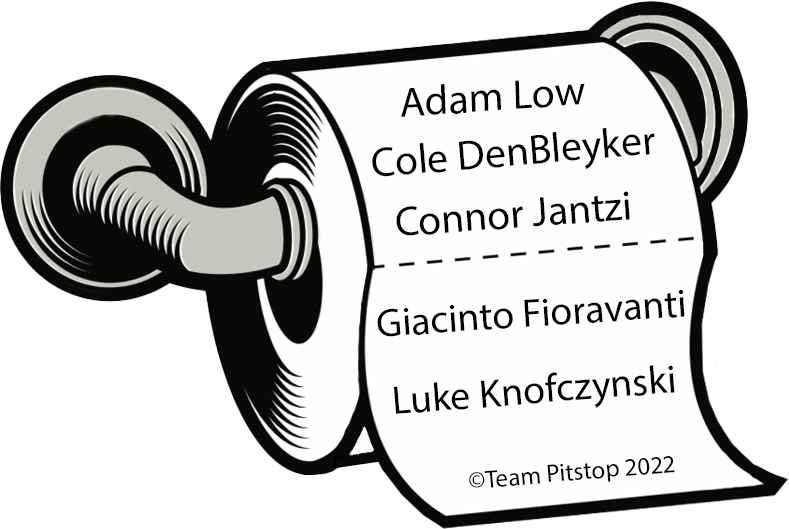 Adam Low
Cole DenBleyker
Connor Jantzi
Giacinto Fioravanti
Luke Knofczynski
©Team Pitstop 2022